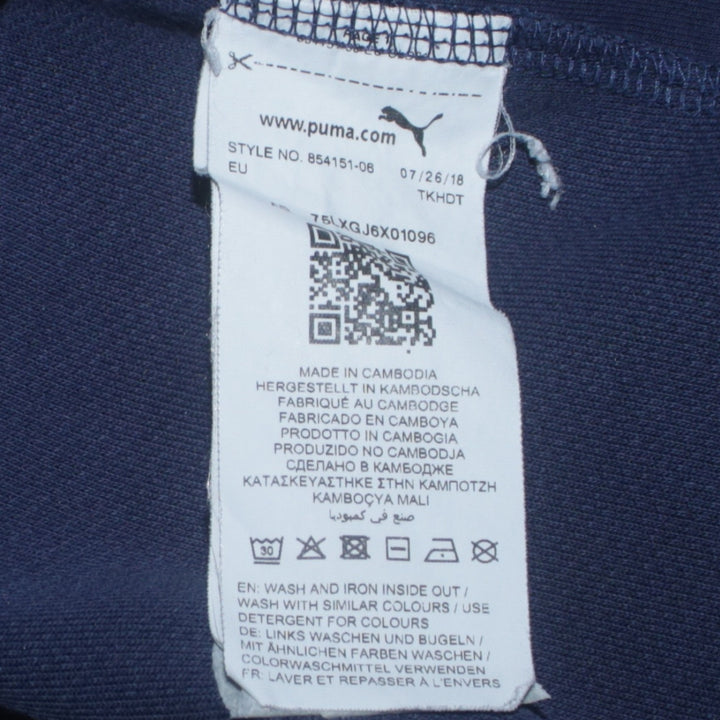 PAGE 1
www.puma.com
STYLE NO. 854151-06 07/26/18
EU TKHDT
75LXGJ6X01096
MADE IN CAMBODIA
HERGESTELLT IN KAMBODSCHA
FABRIQUÉ AU CAMBODGE
FABRICADO EN CAMBOYA
PRODOTTO IN CAMBOGIA
PRODUZIDO NO CAMBODJA
СДЕЛАНО В КАМБОДЖЕ
ΚΑΤΑΣΚΕΥΑΣΤΗΚΕ ΣΤΗΝ ΚΑΜΠΟΤΖΗ
KAMBOÇYA MALI
صنع في كمبوديا
30
EN: WASH AND IRON INSIDE OUT /
WASH WITH SIMILAR COLOURS / USE
DETERGENT FOR COLOURS
DE: LINKS WASCHEN UND BUGELN /
MIT ÄHNLICHEN FARBEN WASCHEN /
COLORWASCHMITTEL VERWENDEN
FR: LAVER ET REPASSER À L'ENVERS